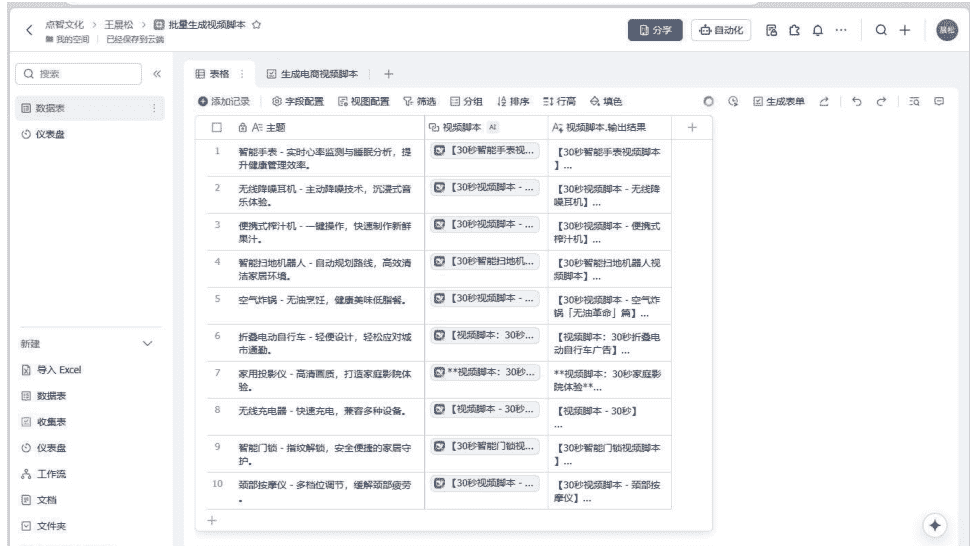 点智文化 > 王晨松 > 批量生成视频脚本
我的空间 已经保存到云端
分享
自动化
晨松
搜索
数据表
仪表盘
新建
导入 Excel
数据表
收集表
仪表盘
工作流
文档
文件夹
表格
生成电商视频脚本
添加记录 字段配置 视图配置 筛选 分组 排序 行高 填色 生成表单
主题 视频脚本 AI 视频脚本.输出结果
1 智能手表 - 实时心率监测与睡眠分析，提 【30秒智能手表视... 【30秒智能手表视频脚本
升健康管理效率。 】...
2 无线降噪耳机 - 主动降噪技术，沉浸式音 【30秒视频脚本 - ... 【30秒视频脚本 - 无线降
乐体验。 噪耳机】...
3 便携式榨汁机 - 一键操作，快速制作新鲜 【30秒视频脚本 - ... 【30秒视频脚本 - 便携式
果汁。 榨汁机】...
4 智能扫地机器人 - 自动规划路线，高效清 【30秒智能扫地机... 【30秒智能扫地机器人视
洁家居环境。 频脚本】...
5 空气炸锅 - 无油烹饪，健康美味低脂餐。 【30秒视频脚本 - ... 【30秒视频脚本 - 空气炸
锅「无油革命」篇】...
6 折叠电动自行车 - 轻便设计，轻松应对城 【视频脚本：30秒... 【视频脚本：30秒折叠电
市通勤。 动自行车广告】...
7 家用投影仪 - 高清画质，打造家庭影院体 **视频脚本：30秒... **视频脚本：30秒家庭影
验。 院体验**...
8 无线充电器 - 快速充电，兼容多种设备。 【视频脚本 - 30秒... 【视频脚本 - 30秒】
...
9 智能门锁 - 指纹解锁，安全便捷的家居守 【30秒智能门锁视... 【30秒智能门锁视频脚本
护。 】...
10 颈部按摩仪 - 多档位调节，缓解颈部疲劳 【30秒视频脚本 - ... 【30秒视频脚本 - 颈部按
。 摩仪】...